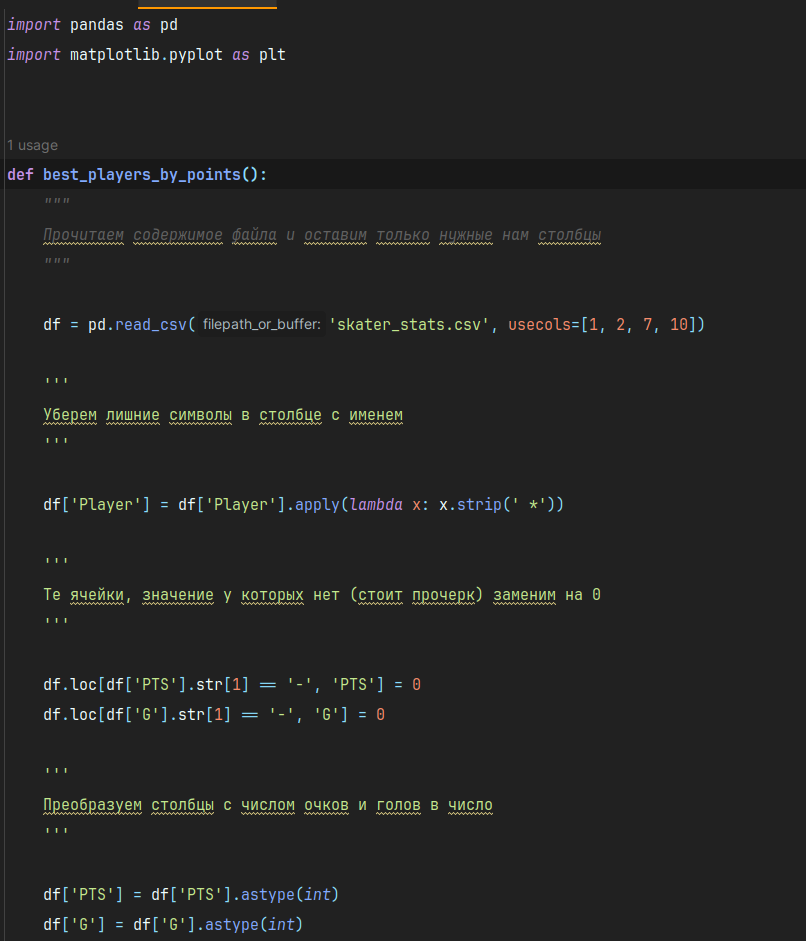 import pandas as pd
import matplotlib.pyplot as plt
1 usage
def best_players_by_points():
"""
Прочитаем содержимое файла и оставим только нужные нам столбцы
"""
df = pd.read_csv( filepath_or_buffer: 'skater_stats.csv', usecols=[1, 2, 7, 10])
'''
Уберем лишние символы в столбце с именем
'''
df['Player'] = df['Player'].apply(lambda x: x.strip(' *'))
'''
Те ячейки, значение у которых нет (стоит прочерк) заменим на 0
'''
df.loc[df['PTS'].str[1] == '-', 'PTS'] = 0
df.loc[df['G'].str[1] == '-', 'G'] = 0
'''
Преобразуем столбцы с числом очков и голов в число
'''
df['PTS'] = df['PTS'].astype(int)
df['G'] = df['G'].astype(int)